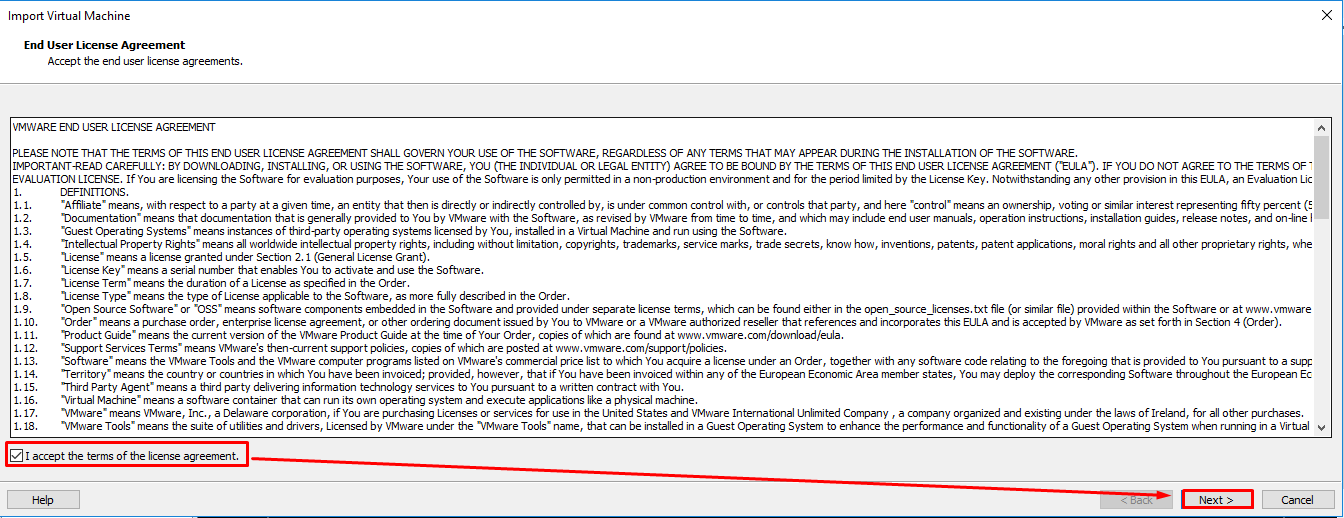 Import Virtual Machine
End User License Agreement
Accept the end user license agreements.
VMWARE END USER LICENSE AGREEMENT
PLEASE NOTE THAT THE TERMS OF THIS END USER LICENSE AGREEMENT SHALL GOVERN YOUR USE OF THE SOFTWARE, REGARDLESS OF ANY TERMS THAT MAY APPEAR DURING THE INSTALLATION OF THE SOFTWARE.
IMPORTANT-READ CAREFULLY: BY DOWNLOADING, INSTALLING, OR USING THE SOFTWARE, YOU (THE INDIVIDUAL OR LEGAL ENTITY) AGREE TO BE BOUND BY THE TERMS OF THIS END USER LICENSE AGREEMENT ("EULA"). IF YOU DO NOT AGREE TO THE TERMS OF
EVALUATION LICENSE. If You are licensing the Software for evaluation purposes, Your use of the Software is only permitted in a non-production environment and for the period limited by the License Key. Notwithstanding any other provision in this EULA, an Evaluation Lic
1. DEFINITIONS.
1.1. "Affiliate" means, with respect to a party at a given time, an entity that then is directly or indirectly controlled by, is under common control with, or controls that party, and here "control" means an ownership, voting or similar interest representing fifty percent (5
1.2. "Documentation" means that documentation that is generally provided to You by VMware with the Software, as revised by VMware from time to time, and which may include end user manuals, operation instructions, installation guides, release notes, and on-line
1.3. "Guest Operating Systems" means instances of third-party operating systems licensed by You, installed in a Virtual Machine and run using the Software.
1.4. "Intellectual Property Rights" means all worldwide intellectual property rights, including without limitation, copyrights, trademarks, service marks, trade secrets, know how, inventions, patents, patent applications, moral rights and all other proprietary rights, whe
1.5. "License" means a license granted under Section 2.1 (General License Grant).
1.6. "License Key" means a serial number that enables You to activate and use the Software.
1.7. "License Term" means the duration of a License as specified in the Order.
1.8. "License Type" means the type of License applicable to the Software, as more fully described in the Order.
1.9. "Open Source Software" or "OSS" means software components embedded in the Software and provided under separate license terms, which can be found either in the open_source_licenses.txt file (or similar file) provided within the Software or at www.vmware
1.10. "Order" means a purchase order, enterprise license agreement, or other ordering document issued by You to VMware or a VMware authorized reseller that references and incorporates this EULA and is accepted by VMware as set forth in Section 4 (Order).
1.11. "Product Guide" means the current version of the VMware Product Guide at the time of Your Order, copies of which are found at www.vmware.com/download/eula.
1.12. "Support Services Terms" means VMware's then-current support policies, copies of which are posted at www.vmware.com/support/policies.
1.13. "Software" means the VMware Tools and the VMware computer programs listed on VMware's commercial price list to which You acquire a license under an Order, together with any software code relating to the foregoing that is provided to You pursuant to a supp
1.14. "Territory" means the country or countries in which You have been invoiced; provided, however, that if You have been invoiced within any of the European Economic Area member states, You may deploy the corresponding Software throughout the European Ec
1.15. "Third Party Agent" means a third party delivering information technology services to You pursuant to a written contract with You.
1.16. "Virtual Machine" means a software container that can run its own operating system and execute applications like a physical machine.
1.17. "VMware" means VMware, Inc., a Delaware corporation, if You are purchasing Licenses or services for use in the United States and VMware International Unlimited Company , a company organized and existing under the laws of Ireland, for all other purchases.
1.18. "VMware Tools" means the suite of utilities and drivers, Licensed by VMware under the "VMware Tools" name, that can be installed in a Guest Operating System to enhance the performance and functionality of a Guest Operating System when running in a Virtual
I accept the terms of the license agreement.
Help < Back Next > Cancel